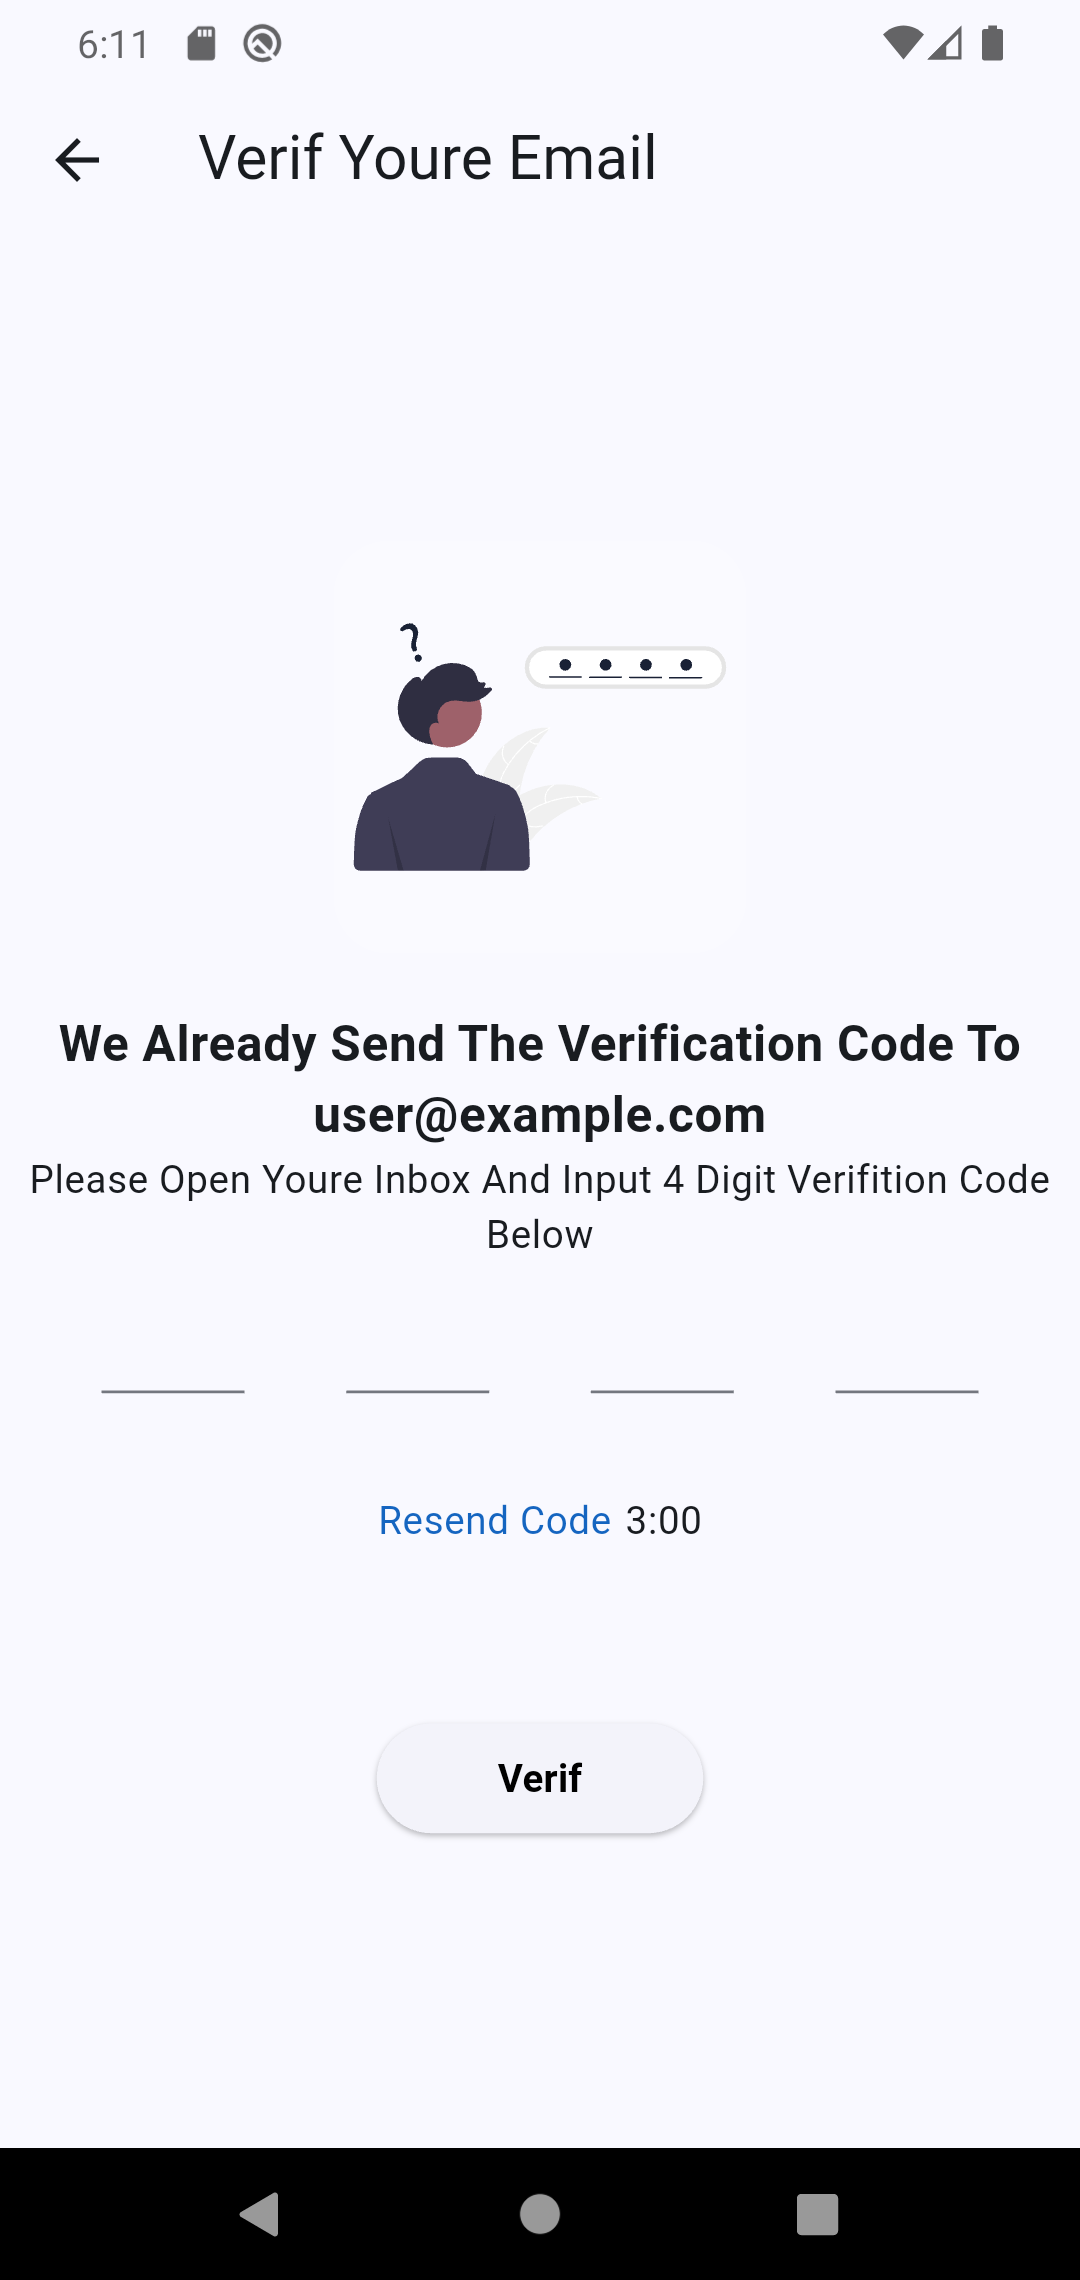 6:11
Verif Youre Email
?
We Already Send The Verification Code To
user@example.com
Please Open Youre Inbox And Input 4 Digit Verifition Code
Below
Resend Code 3:00
Verif